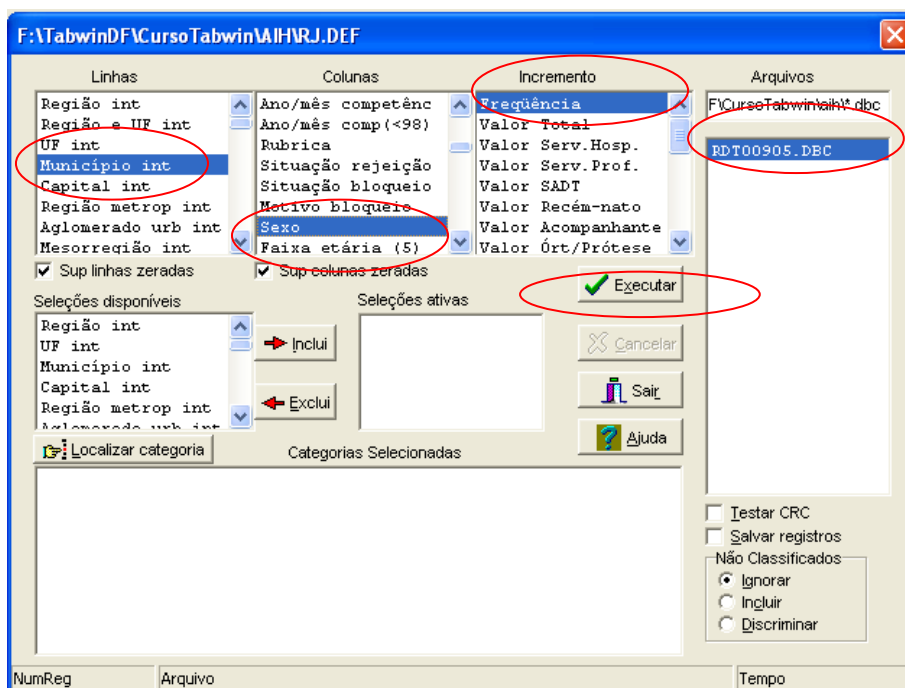 F:\TabwinDF\CursoTabwin\AIH\RJ.DEF
Linhas
Região int
Região e UF int
UF int
Município int
Capital int
Região metrop int
Aglomerado urb int
Mesorregião int
Sup linhas zeradas
Colunas
Ano/mês competênc
Ano/mês comp(<98)
Rubrica
Situação rejeição
Situação bloqueio
Motivo bloqueio
Sexo
Faixa etária (5)
Sup colunas zeradas
Incremento
Freqüência
Valor Total
Valor Serv.Hosp.
Valor Serv.Prof.
Valor SADT
Valor Recém-nato
Valor Acompanhante
Valor Órt/Prótese
Arquivos
F\CursoTabwin\aih\*.dbc
RDT00905.DBC
Executar
Seleções disponíveis
Região int
UF int
Município int
Capital int
Região metrop int
Aglomerado urb int
Inclui
Exclui
Seleções ativas
Cancelar
Sair
Ajuda
Localizar categoria
Categorias Selecionadas
Testar CRC
Salvar registros
Não Classificados
Ignorar
Incluir
Discriminar
NumReg
Arquivo
Tempo